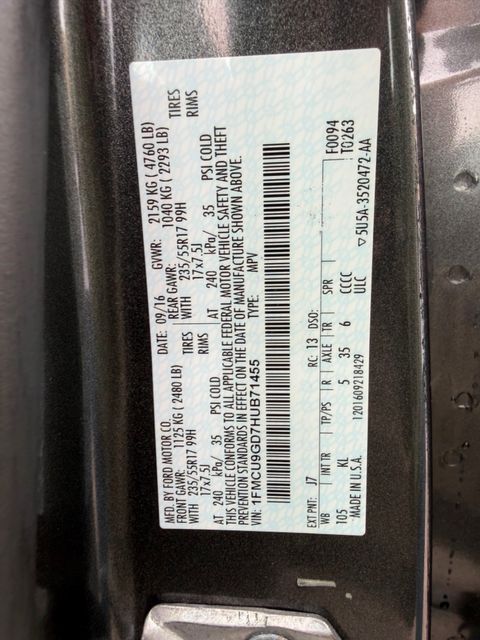 MFD. BY FORD MOTOR CO.
DATE: 09/16 GVWR: 2159 KG ( 4760 LB)
FRONT GAWR: 1125 KG ( 2480 LB) REAR GAWR: 1040 KG ( 2293 LB)
WITH 235/55R17 99H TIRES WITH 235/55R17 99H TIRES
17x7.5J RIMS 17x7.5J RIMS
AT 240 kPa/ 35 PSI COLD AT 240 kPa/ 35 PSI COLD
THIS VEHICLE CONFORMS TO ALL APPLICABLE FEDERAL MOTOR VEHICLE SAFETY AND THEFT
PREVENTION STANDARDS IN EFFECT ON THE DATE OF MANUFACTURE SHOWN ABOVE.
VIN: 1FMCU9GD7HUB71455 TYPE: MPV
F0094
T0263
EXT PNT: J7 RC: 13 DSO:
WB INT TR TP/PS R AXLE TR SPR
105 KL 5 35 6 CCCC
MADE IN U.S.A. ULC
1201609218429
▽5U5A-3520472-AA